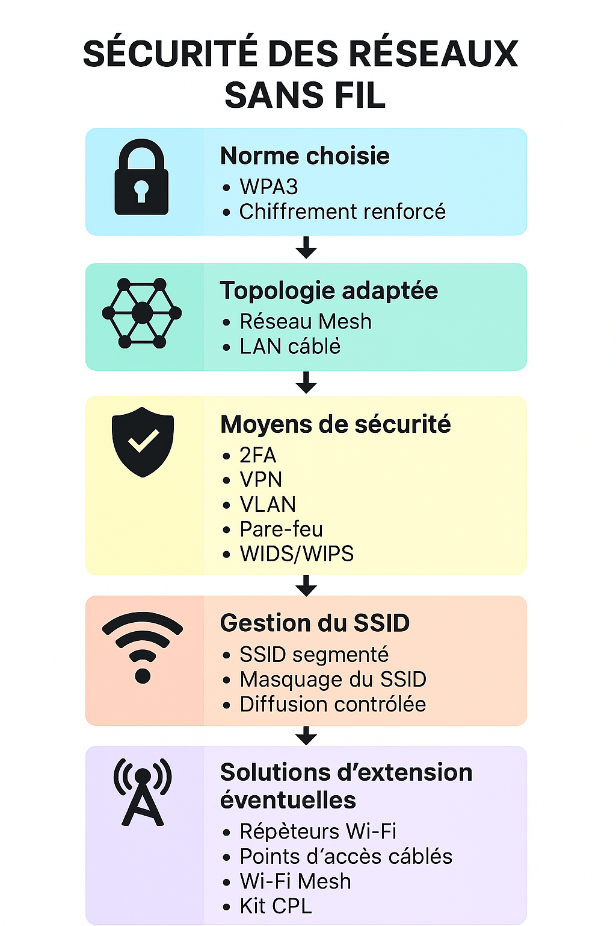 SÉCURITÉ DES RÉSEAUX
SANS FIL
Norme choisie
• WPA3
• Chiffrement renforcé
Topologie adaptée
• Réseau Mesh
• LAN cáblė
Moyens de sécurité
• 2FA
• VPN
• VLAN
• Pare-feu
• WIDS/WIPS
Gestion du SSID
• SSID segmenté
• Masquage du SSID
• Diffusion contrôlée
Solutions d’extension
éventuelles
• Répèteurs Wi-Fi
• Points d’accès câblés
• Wi-Fi Mesh
• Kit CPL